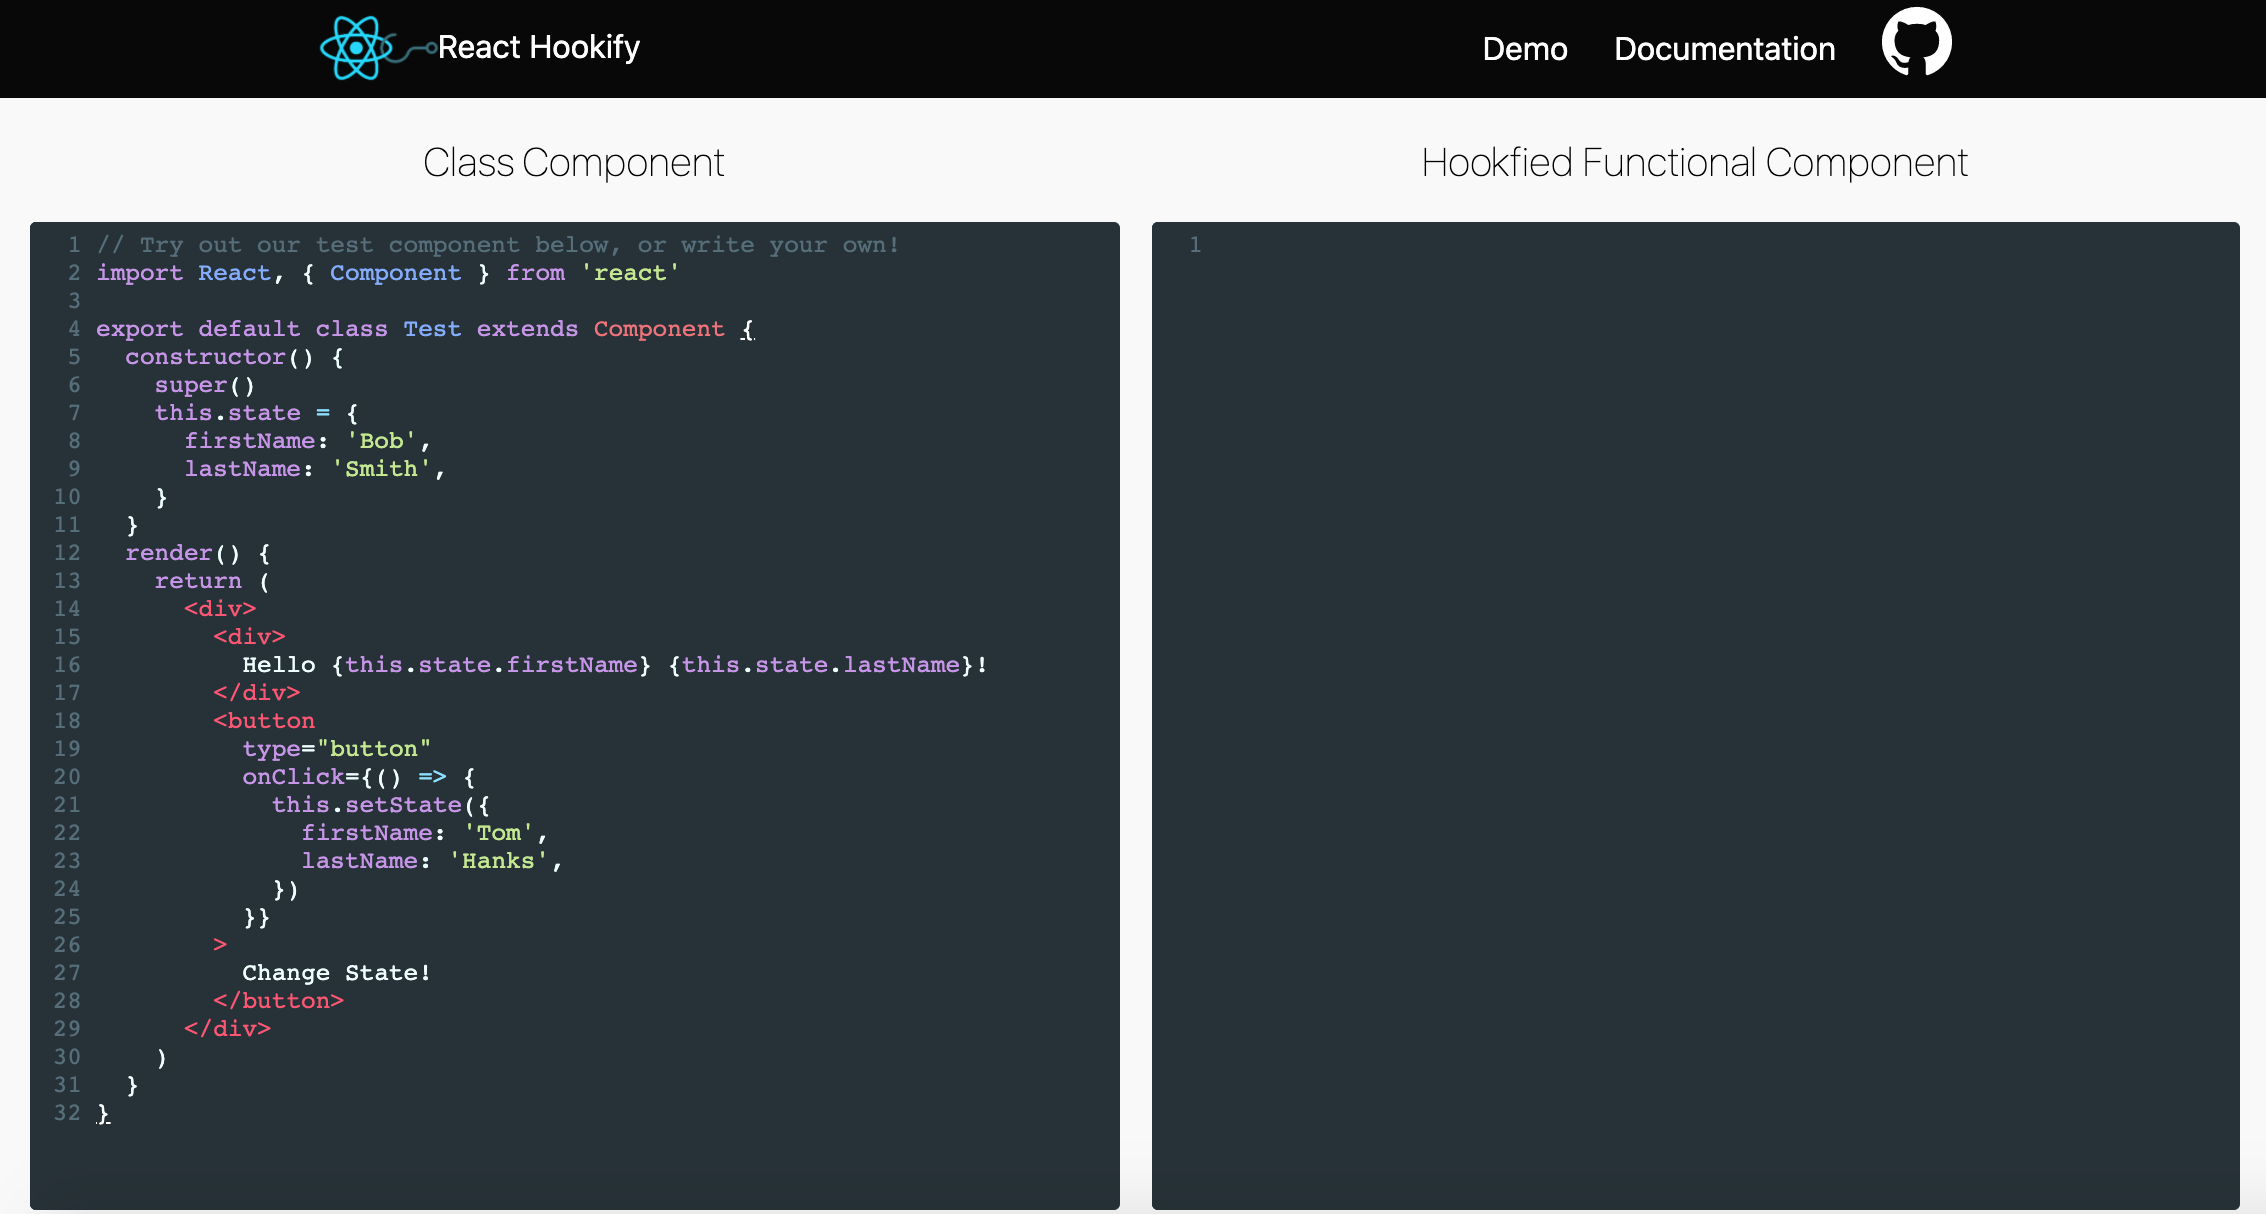 React Hookify
Demo
Documentation
Class Component
Hookfied Functional Component
1 // Try out our test component below, or write your own!
2 import React, { Component } from 'react'
3
4 export default class Test extends Component {
5   constructor() {
6     super()
7     this.state = {
8       firstName: 'Bob',
9       lastName: 'Smith',
10     }
11   }
12   render() {
13     return (
14       <div>
15         <div>
16           Hello {this.state.firstName} {this.state.lastName}!
17         </div>
18         <button
19           type="button"
20           onClick={() => {
21             this.setState({
22               firstName: 'Tom',
23               lastName: 'Hanks',
24             })
25           }}
26         >
27           Change State!
28         </button>
29       </div>
30     )
31   }
32 }
1